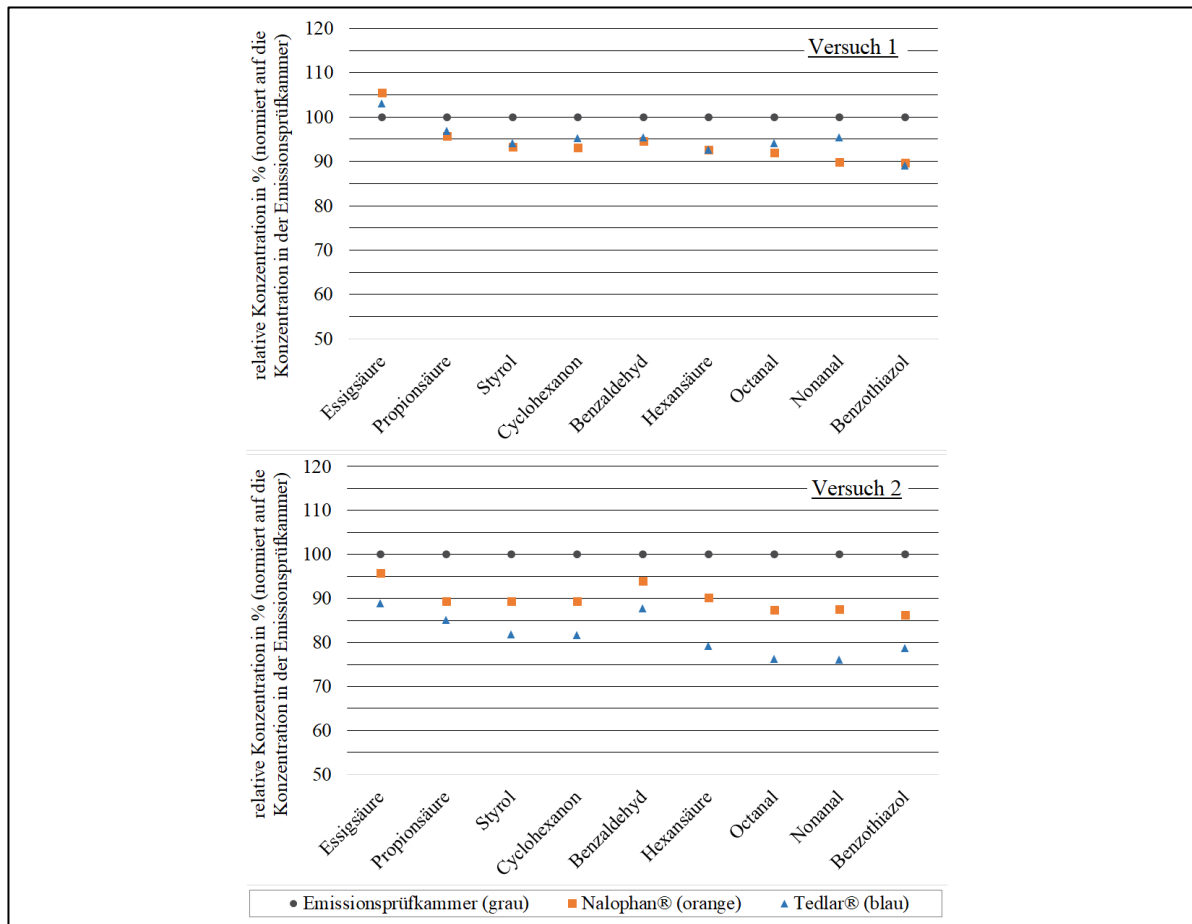 relative Konzentration in % (normiert auf die
Konzentration in der Emissionsprüfkammer)
120
110
100
90
80
70
60
50
Versuch 1
Essigsäure
Propionsäure
Styrol
Cyclohexanon
Benzaldehyd
Hexansäure
Octanal
Nonanal
Benzothiazol
relative Konzentration in % (normiert auf die
Konzentration in der Emissionsprüfkammer)
120
110
100
90
80
70
60
50
Versuch 2
Essigsäure
Propionsäure
Styrol
Cyclohexanon
Benzaldehyd
Hexansäure
Octanal
Nonanal
Benzothiazol
Emissionsprüfkammer (grau) Nalophan® (orange) Tedlar® (blau)